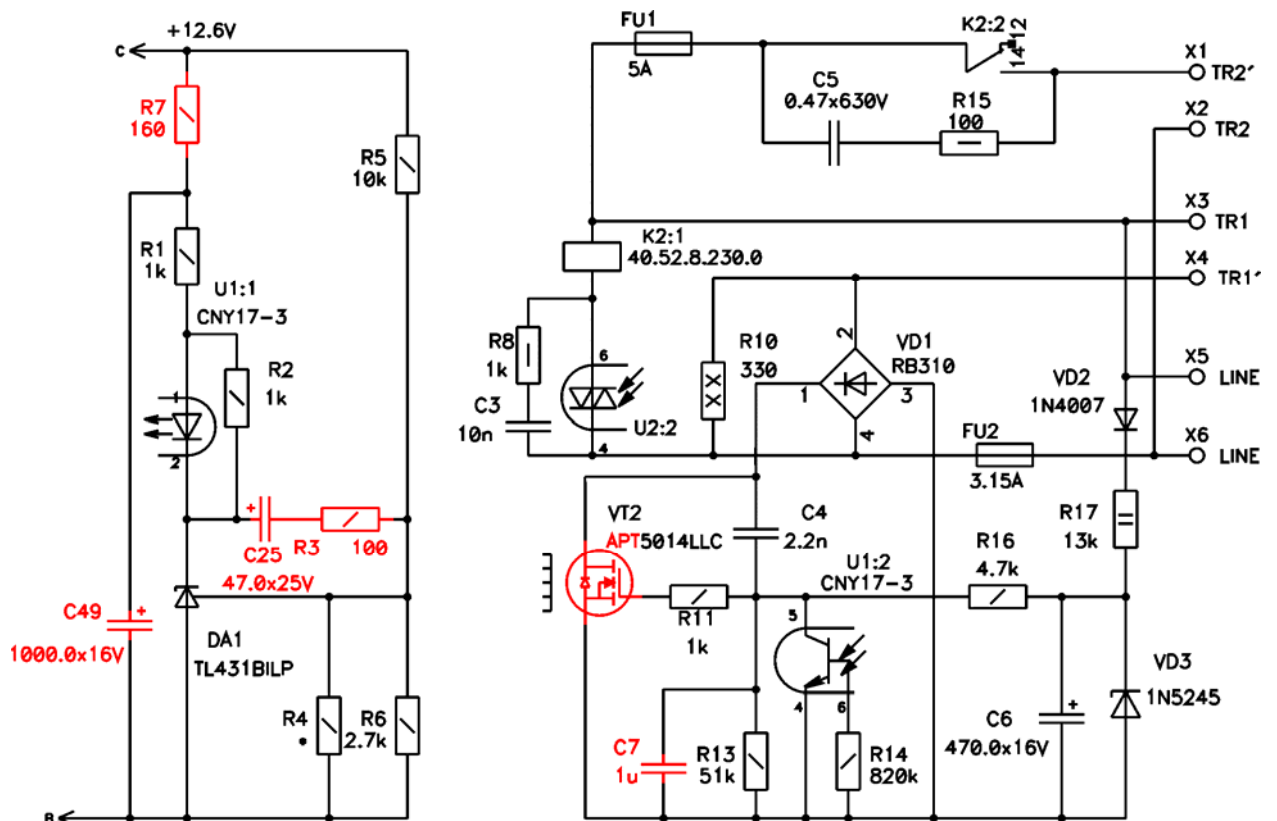 C
+12.6V
R7
160
R5
10k
R1
1k
U1:1
CNY17-3
R2
1k
1
2
C25
+
R3
100
47.0x25V
C49
+
1000.0x16V
DA1
TL431BILP
R4
R6
2.7k
FU1
5A
K2:2
12
14
C5
0.47x630V
R15
100
X1
TR2'
X2
TR2
X3
TR1
X4
TR1'
X5
LINE
X6
LINE
K2:1
40.52.8.230.0
R8
1k
C3
10n
6
4
U2:2
R10
330
2
VD1
RB310
1
3
4
VD2
1N4007
FU2
3.15A
VT2
APT5014LLC
C4
2.2n
R17
13k
R16
4.7k
U1:2
CNY17-3
R11
1k
5
4
6
VD3
1N5245
C6
+
470.0x16V
C7
1u
R13
51k
R14
820k